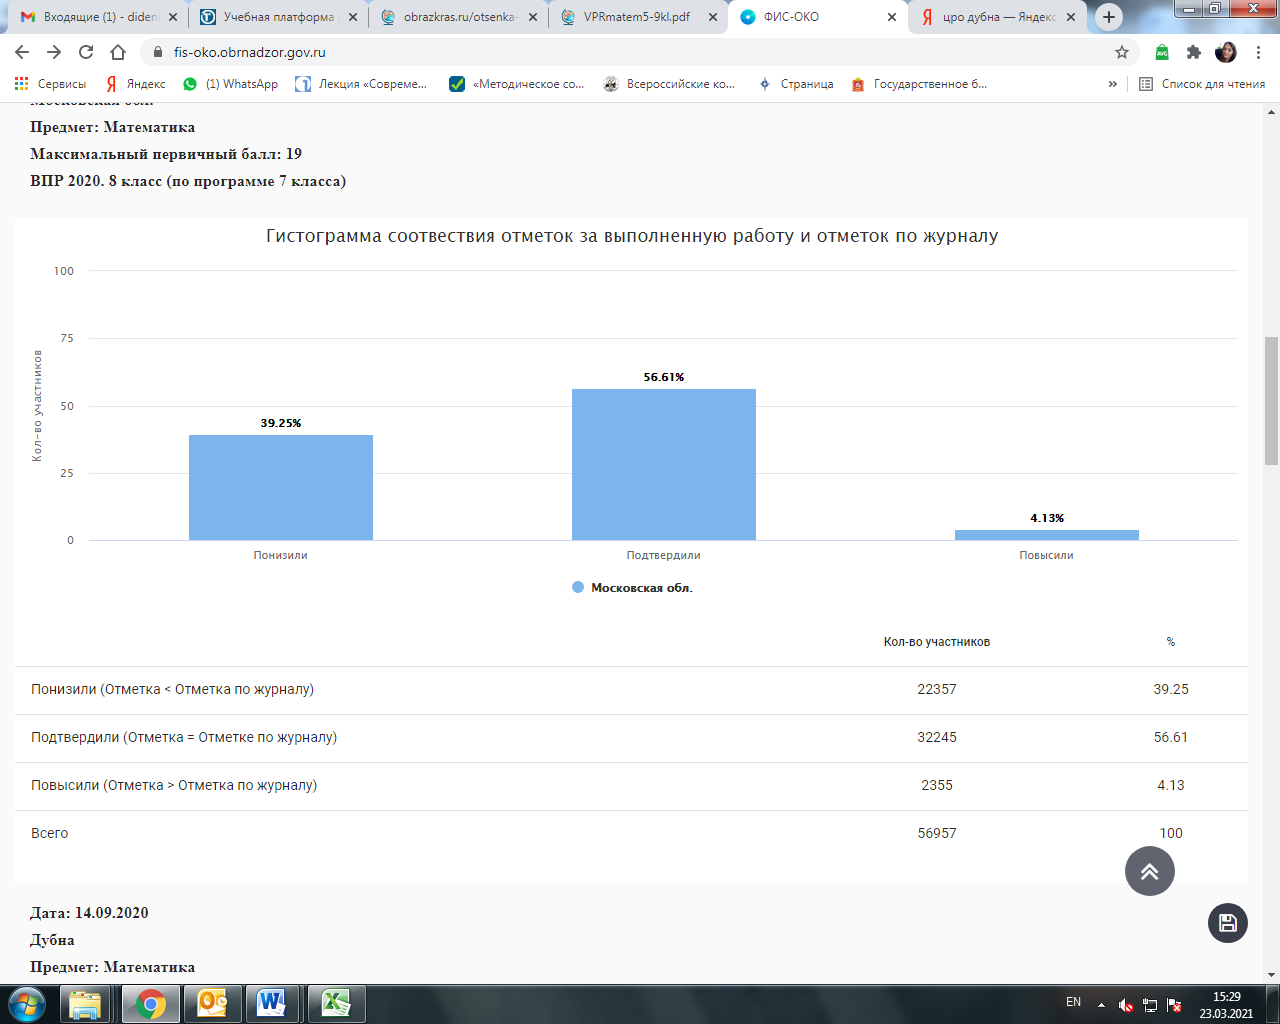 Входящие (1) - diden
Учебная платформа
obrazkras.ru/otsenka-
VPRmatem5-9kl.pdf
ФИС-ОКО
цро дубна — Яндекс
fis-oko.obrnadzor.gov.ru
Сервисы
Яндекс
(1) WhatsApp
Лекция «Совреме...
«Методическое со...
Всероссийские ко...
Страница
Государственное б...
»
Список для чтения
Московская обл.
Предмет: Математика
Максимальный первичный балл: 19
ВПР 2020. 8 класс (по программе 7 класса)
Гистограмма соотвествия отметок за выполненную работу и отметок по журналу
Кол-во участников
100
75
50
25
0
39.25%
56.61%
4.13%
Понизили
Подтвердили
Повысили
Московская обл.
Кол-во участников %
Понизили (Отметка < Отметка по журналу) 22357 39.25
Подтвердили (Отметка = Отметке по журналу) 32245 56.61
Повысили (Отметка > Отметка по журналу) 2355 4.13
Всего 56957 100
Дата: 14.09.2020
Дубна
Предмет: Математика
EN
15:29
23.03.2021